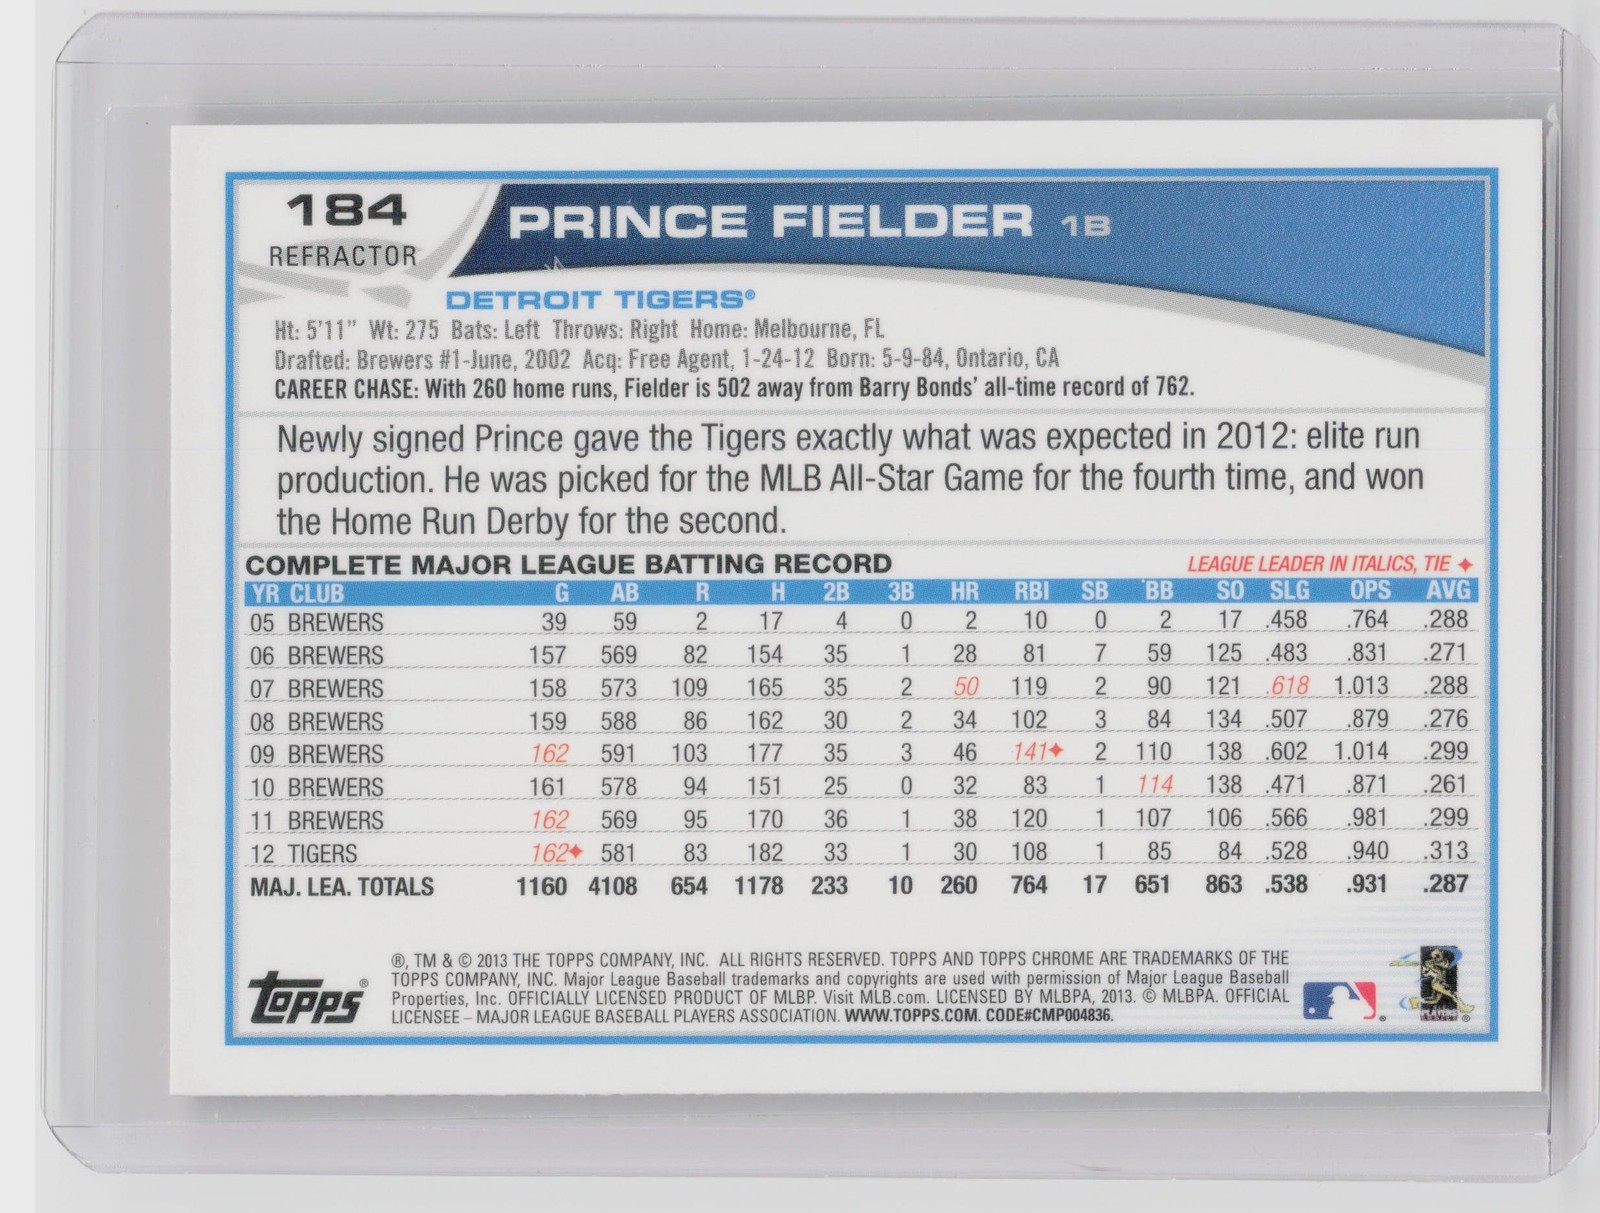 184
REFRACTOR
PRINCE FIELDER 1B
DETROIT TIGERS®
Ht: 5'11" Wt: 275 Bats: Left Throws: Right Home: Melbourne, FL
Drafted: Brewers #1-June, 2002 Acq: Free Agent, 1-24-12 Born: 5-9-84, Ontario, CA
CAREER CHASE: With 260 home runs, Fielder is 502 away from Barry Bonds' all-time record of 762.
Newly signed Prince gave the Tigers exactly what was expected in 2012: elite run
production. He was picked for the MLB All-Star Game for the fourth time, and won
the Home Run Derby for the second.
COMPLETE MAJOR LEAGUE BATTING RECORD LEAGUE LEADER IN ITALICS, TIE ✦
YR CLUB G AB R H 2B 3B HR RBI SB BB SO SLG OPS AVG
05 BREWERS 39 59 2 17 4 0 2 10 0 2 17 .458 .764 .288
06 BREWERS 157 569 82 154 35 1 28 81 7 59 125 .483 .831 .271
07 BREWERS 158 573 109 165 35 2 50 119 2 90 121 .618 1.013 .288
08 BREWERS 159 588 86 162 30 2 34 102 3 84 134 .507 .879 .276
09 BREWERS 162 591 103 177 35 3 46 141✦ 2 110 138 .602 1.014 .299
10 BREWERS 161 578 94 151 25 0 32 83 1 114 138 .471 .871 .261
11 BREWERS 162 569 95 170 36 1 38 120 1 107 106 .566 .981 .299
12 TIGERS 162✦ 581 83 182 33 1 30 108 1 85 84 .528 .940 .313
MAJ. LEA. TOTALS 1160 4108 654 1178 233 10 260 764 17 651 863 .538 .931 .287
®, TM & © 2013 THE TOPPS COMPANY, INC. ALL RIGHTS RESERVED. TOPPS AND TOPPS CHROME ARE TRADEMARKS OF THE
TOPPS COMPANY, INC. Major League Baseball trademarks and copyrights are used with permission of Major League Baseball
Properties, Inc. OFFICIALLY LICENSED PRODUCT OF MLBP. Visit MLB.com. LICENSED BY MLBPA, 2013. © MLBPA. OFFICIAL
LICENSEE – MAJOR LEAGUE BASEBALL PLAYERS ASSOCIATION. WWW.TOPPS.COM. CODE#CMP004836.
Topps®
PLAYERS